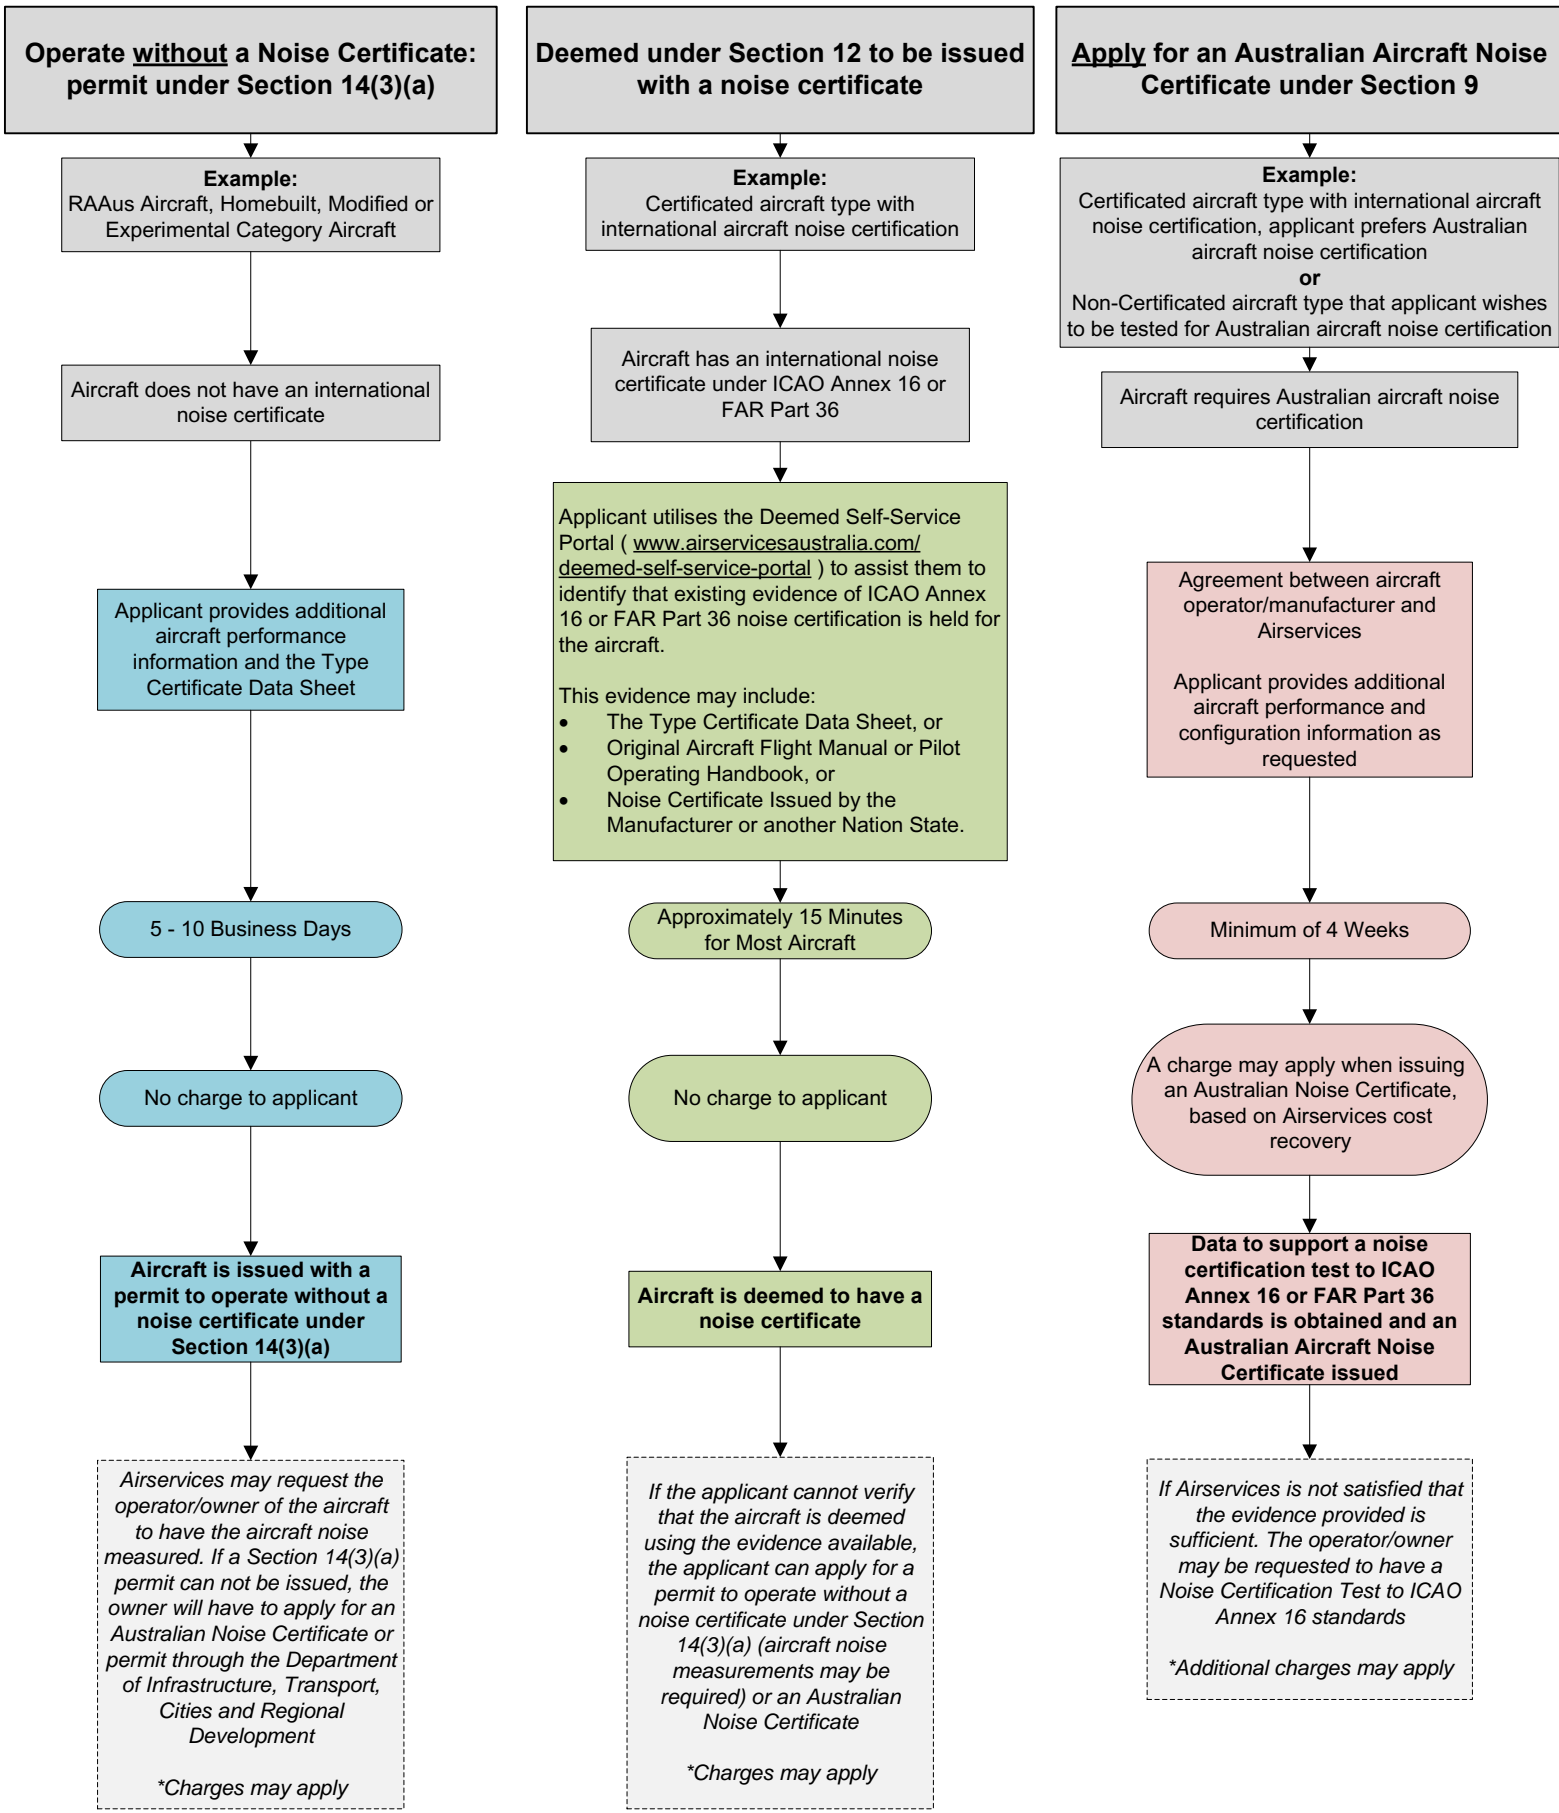 Operate without a Noise Certificate:
permit under Section 14(3)(a)
Example:
RAAus Aircraft, Homebuilt, Modified or
Experimental Category Aircraft
Aircraft does not have an international
noise certificate
Applicant provides additional
aircraft performance
information and the Type
Certificate Data Sheet
5 - 10 Business Days
No charge to applicant
Aircraft is issued with a
permit to operate without a
noise certificate under
Section 14(3)(a)
Airservices may request the
operator/owner of the aircraft
to have the aircraft noise
measured. If a Section 14(3)(a)
permit can not be issued, the
owner will have to apply for an
Australian Noise Certificate or
permit through the Department
of Infrastructure, Transport,
Cities and Regional
Development
*Charges may apply
Deemed under Section 12 to be issued
with a noise certificate
Example:
Certificated aircraft type with
international aircraft noise certification
Aircraft has an international noise
certificate under ICAO Annex 16 or
FAR Part 36
Applicant utilises the Deemed Self-Service
Portal ( www.airservicesaustralia.com/
deemed-self-service-portal ) to assist them to
identify that existing evidence of ICAO Annex
16 or FAR Part 36 noise certification is held for
the aircraft.
This evidence may include:
• The Type Certificate Data Sheet, or
• Original Aircraft Flight Manual or Pilot
Operating Handbook, or
• Noise Certificate Issued by the
Manufacturer or another Nation State.
Approximately 15 Minutes
for Most Aircraft
No charge to applicant
Aircraft is deemed to have a
noise certificate
If the applicant cannot verify
that the aircraft is deemed
using the evidence available,
the applicant can apply for a
permit to operate without a
noise certificate under Section
14(3)(a) (aircraft noise
measurements may be
required) or an Australian
Noise Certificate
*Charges may apply
Apply for an Australian Aircraft Noise
Certificate under Section 9
Example:
Certificated aircraft type with international aircraft
noise certification, applicant prefers Australian
aircraft noise certification
or
Non-Certificated aircraft type that applicant wishes
to be tested for Australian aircraft noise certification
Aircraft requires Australian aircraft noise
certification
Agreement between aircraft
operator/manufacturer and
Airservices
Applicant provides additional
aircraft performance and
configuration information as
requested
Minimum of 4 Weeks
A charge may apply when issuing
an Australian Noise Certificate,
based on Airservices cost
recovery
Data to support a noise
certification test to ICAO
Annex 16 or FAR Part 36
standards is obtained and an
Australian Aircraft Noise
Certificate issued
If Airservices is not satisfied that
the evidence provided is
sufficient. The operator/owner
may be requested to have a
Noise Certification Test to ICAO
Annex 16 standards
*Additional charges may apply